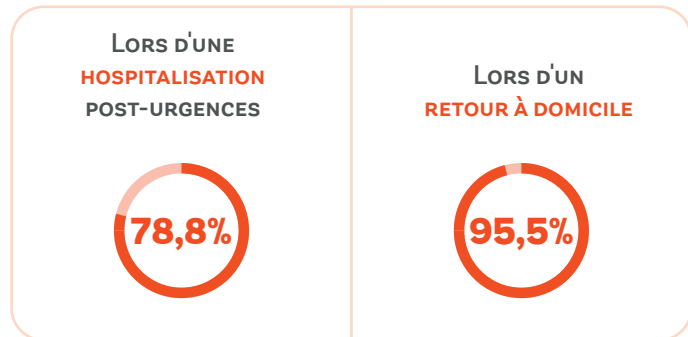 Lors d'une
hospitalisation
post-urgences
78,8%
Lors d'un
retour à domicile
95,5%